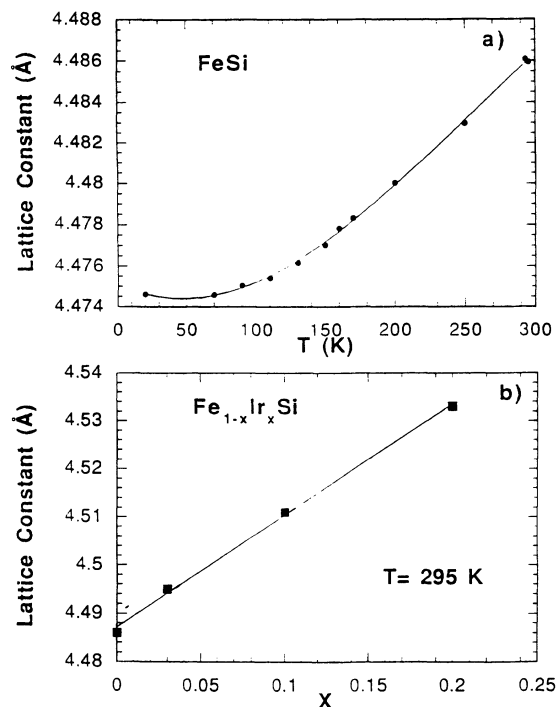 Lattice Constant (Å)
4.488
4.486
4.484
4.482
4.48
4.478
4.476
4.474
a)
FeSi
0 50 100 150 200 250 300
T (K)
Lattice Constant (Å)
4.54
4.53
4.52
4.51
4.5
4.49
4.48
b)
Fe₁₋ₓIrₓSi
T= 295 K
0 0.05 0.1 0.15 0.2 0.25
X